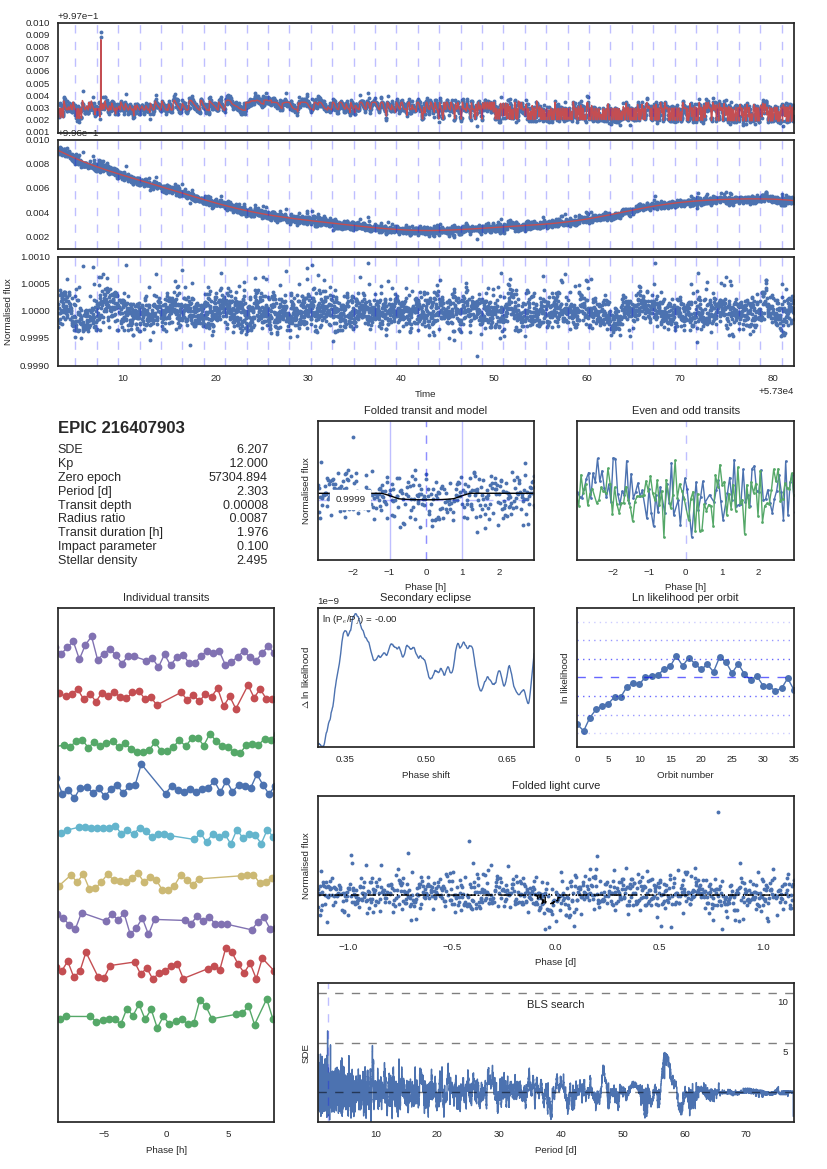 +9.97e−1
0.010
0.009
0.008
0.007
0.006
0.005
0.004
0.003
0.002
0.001
+9.96e−1
0.010
0.008
0.006
0.004
0.002
Normalised flux
1.0010
1.0005
1.0000
0.9995
0.9990
10 20 30 40 50 60 70 80
Time
+5.73e4
EPIC 216407903
SDE 6.207
Kp 12.000
Zero epoch 57304.894
Period [d] 2.303
Transit depth 0.00008
Radius ratio 0.0087
Transit duration [h] 1.976
Impact parameter 0.100
Stellar density 2.495
Folded transit and model
Normalised flux
0.9999
−2 −1 0 1 2
Phase [h]
Even and odd transits
−2 −1 0 1 2
Phase [h]
Individual transits
−5 0 5
Phase [h]
Secondary eclipse
1e−9
Δ ln likelihood
0.35 0.50 0.65
Phase shift
Ln likelihood per orbit
ln likelihood
0 5 10 15 20 25 30 35
Orbit number
Folded light curve
Normalised flux
−1.0 −0.5 0.0 0.5 1.0
Phase [d]
BLS search
10
5
SDE
10 20 30 40 50 60 70
Period [d]